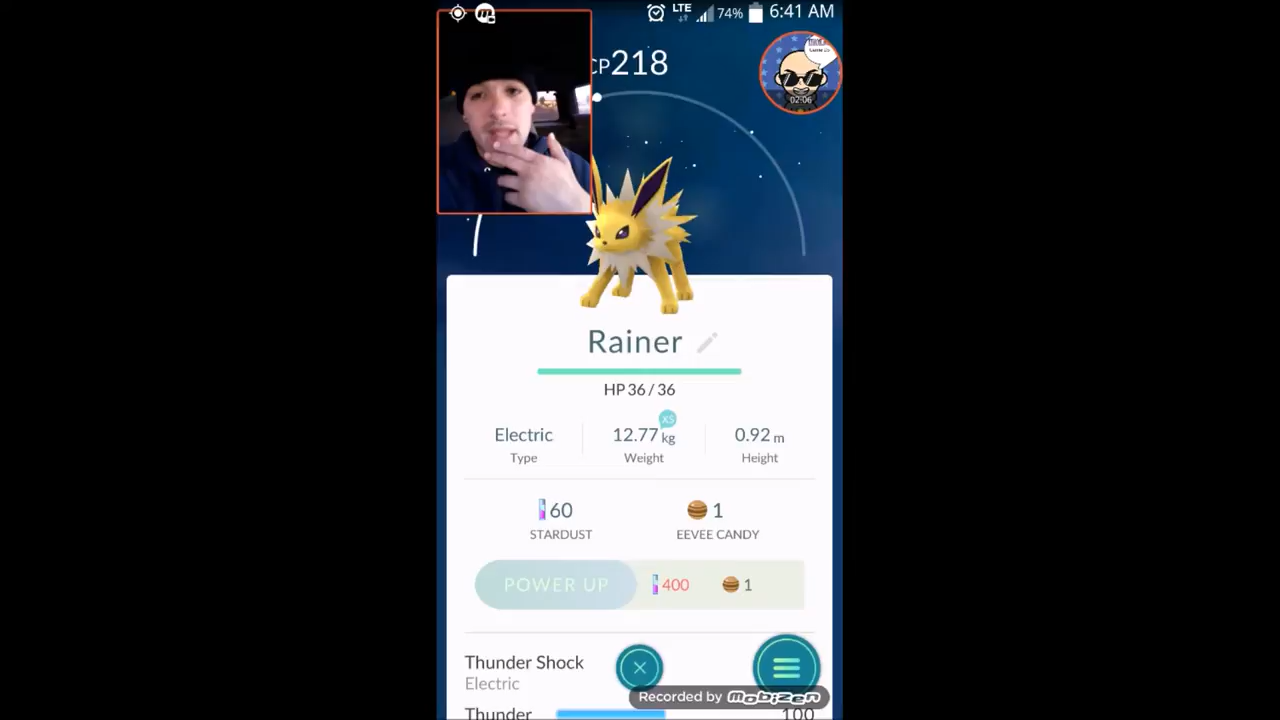 LTE 74% 6:41 AM
CP218
02:06
Rainer
HP 36 / 36
XS
Electric 12.77 kg 0.92 m
Type Weight Height
60 1
STARDUST EEVEE CANDY
POWER UP 400 1
Thunder Shock
Electric
Recorded by Mobizen
Thunder 100